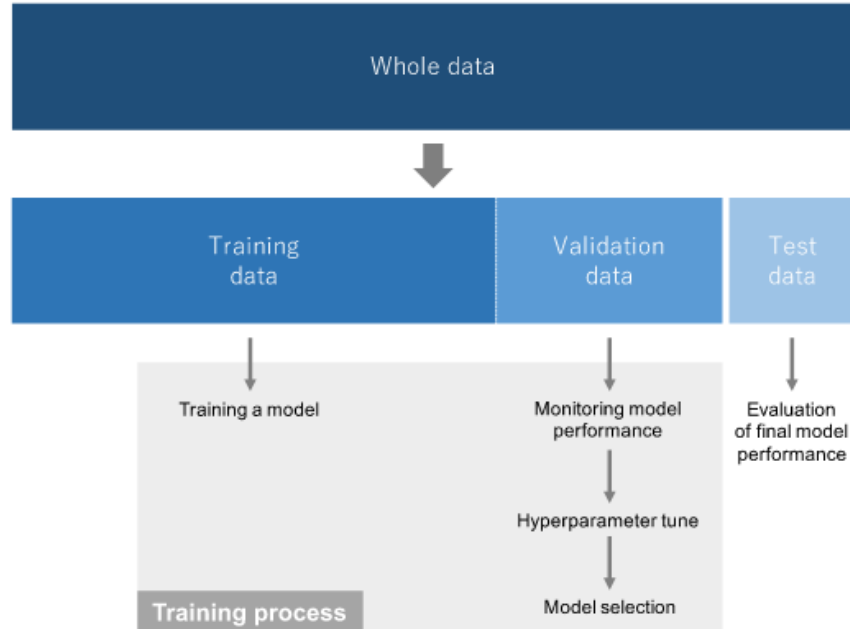 Whole data
Training
data
Validation
data
Test
data
Training a model
Monitoring model
performance
Evaluation
of final model
performance
Hyperparameter tune
Model selection
Training process